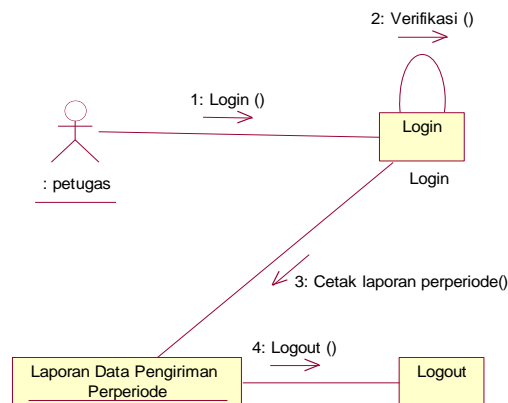 2: Verifikasi ()
1: Login ()
Login
: petugas
Login
3: Cetak laporan perperiode()
4: Logout ()
Laporan Data Pengiriman
Perperiode
Logout